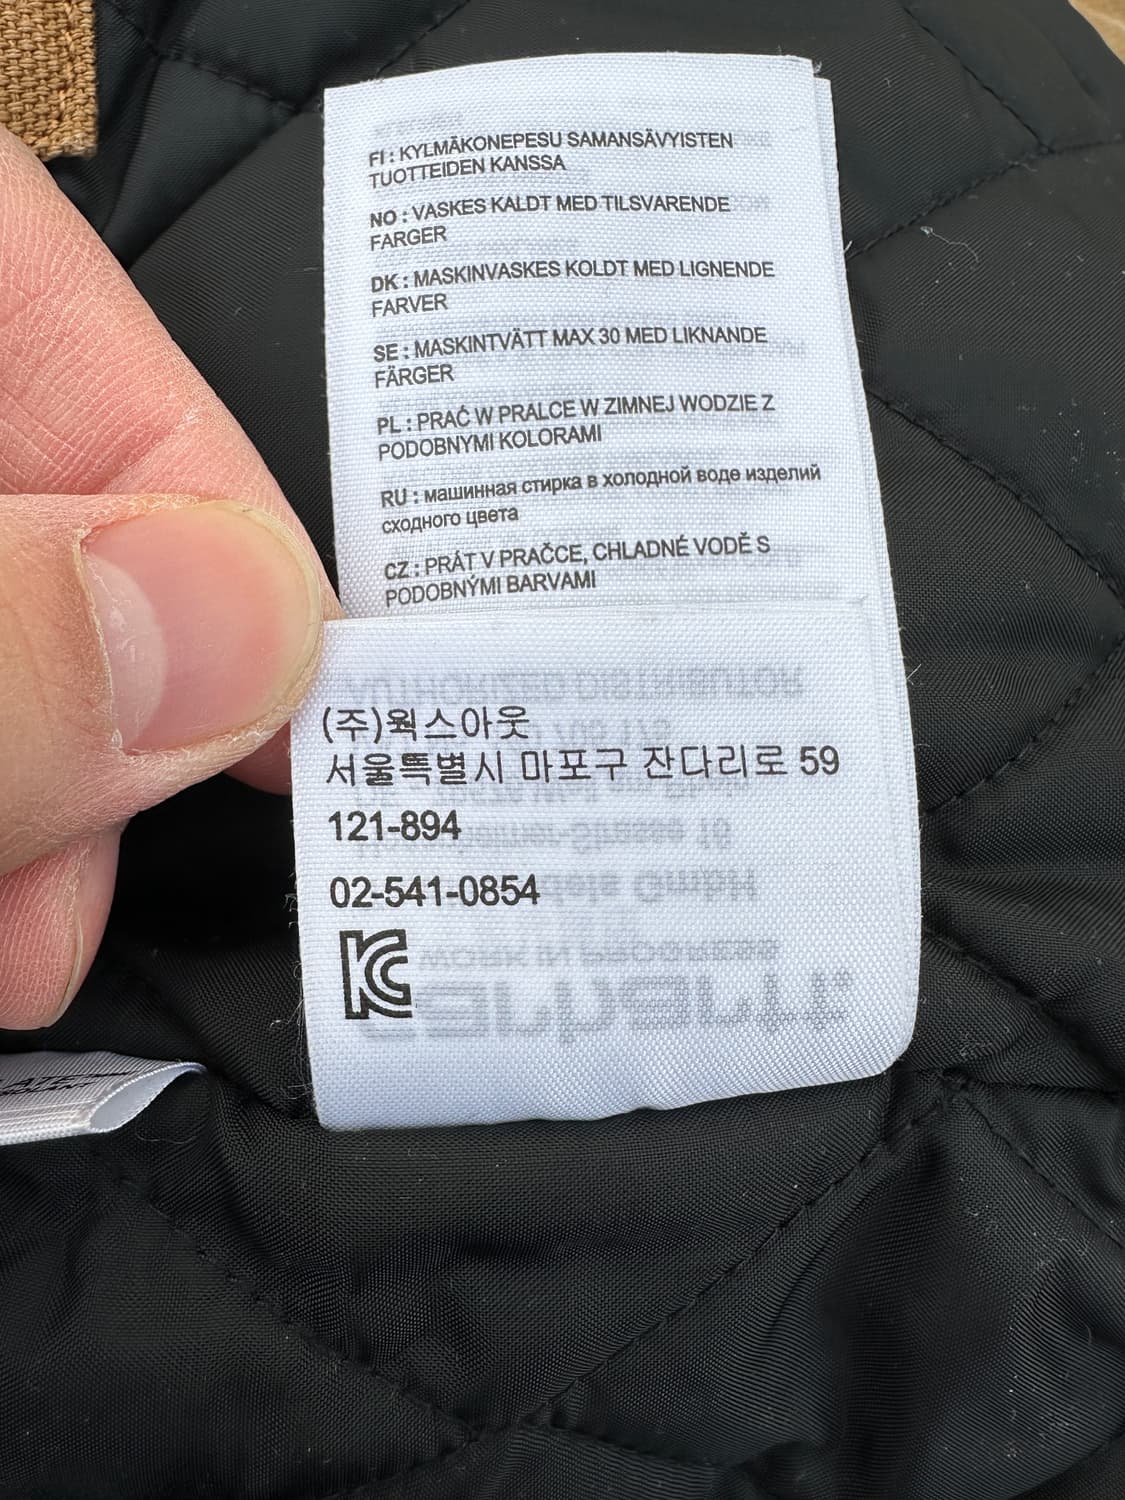 FI : KYLMÄKONEPESU SAMANSÄVYISTEN
TUOTTEIDEN KANSSA
NO : VASKES KALDT MED TILSVARENDE
FARGER
DK : MASKINVASKES KOLDT MED LIGNENDE
FARVER
SE : MASKINTVÄTT MAX 30 MED LIKNANDE
FÄRGER
PL : PRAĆ W PRALCE W ZIMNEJ WODZIE Z
PODOBNYMI KOLORAMI
RU : машинная стирка в холодной воде изделий
сходного цвета
CZ : PRÁT V PRAČCE, CHLADNÉ VODĚ S
PODOBNÝMI BARVAMI
(주)웍스아웃
서울특별시 마포구 잔다리로 59
121-894
02-541-0854
KC